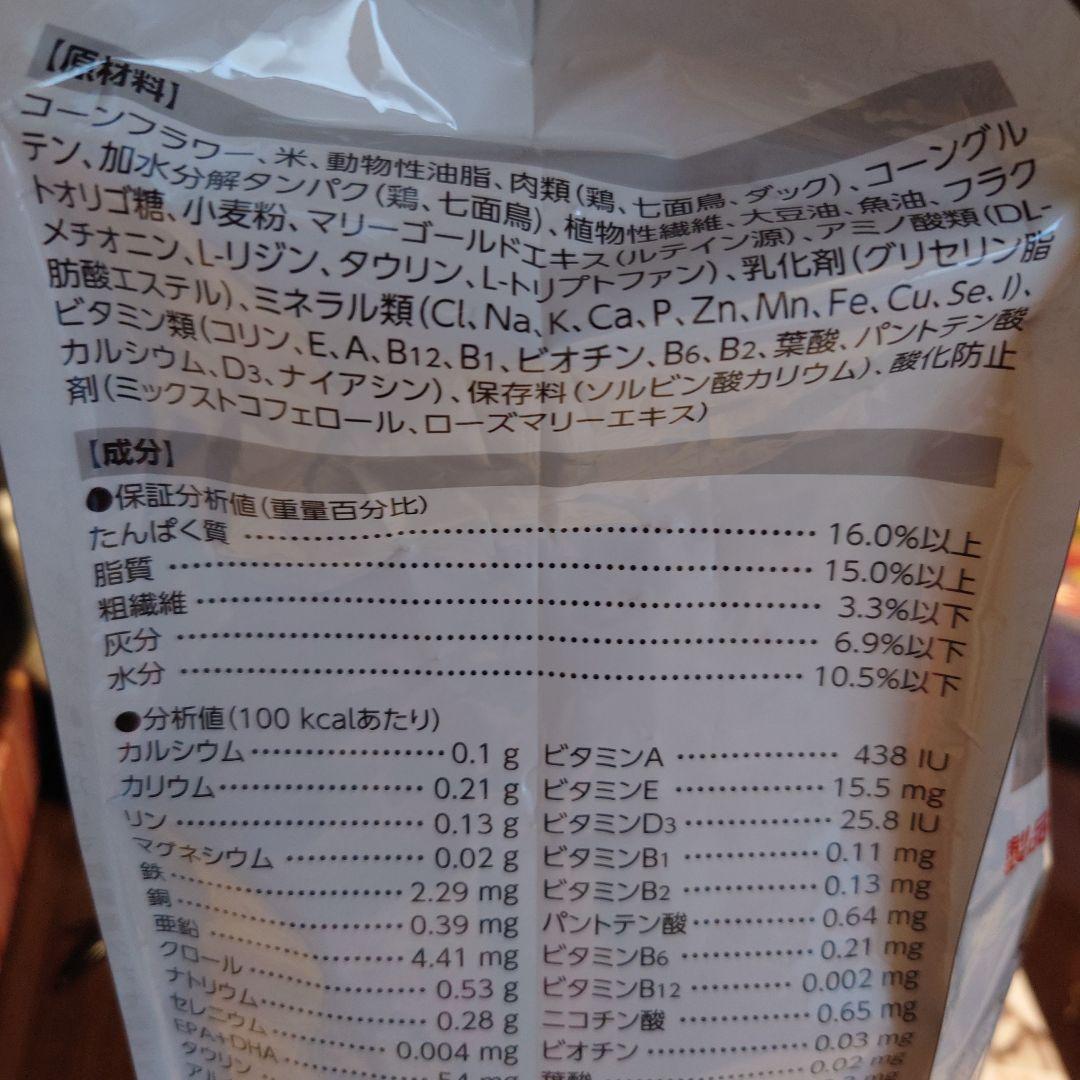 【原材料】
コーンフラワー、米、動物性油脂、肉類(鶏、七面鳥、ダック)、コーングル
テン、加水分解タンパク(鶏、七面鳥)、植物性繊維、大豆油、魚油、フラク
トオリゴ糖、小麦粉、マリーゴールドエキス(ルテイン源)、アミノ酸類(DL-
メチオニン、L-リジン、タウリン、L-トリプトファン)、乳化剤(グリセリン脂
肪酸エステル)、ミネラル類(Cl、Na、K、Ca、P、Zn、Mn、Fe、Cu、Se、I)、
ビタミン類(コリン、E、A、B12、B1、ビオチン、B6、B2、葉酸、パントテン酸
カルシウム、D3、ナイアシン)、保存料(ソルビン酸カリウム)、酸化防止
剤(ミックストコフェロール、ローズマリーエキス)
【成分】
●保証分析値(重量百分比)
たんぱく質 16.0%以上
脂質 15.0%以上
粗繊維 3.3%以下
灰分 6.9%以下
水分 10.5%以下
●分析値(100 kcalあたり)
カルシウム 0.1 g
カリウム 0.21 g
リン 0.13 g
マグネシウム 0.02 g
鉄 2.29 mg
銅 0.39 mg
亜鉛 4.41 mg
クロール 0.53 g
ナトリウム 0.28 g
セレニウム 0.004 mg
EPA+DHA 54 mg
タウリン
ビタミンA 438 IU
ビタミンE 15.5 mg
ビタミンD3 25.8 IU
ビタミンB1 0.11 mg
ビタミンB2 0.13 mg
パントテン酸 0.64 mg
ビタミンB6 0.21 mg
ビタミンB12 0.002 mg
ニコチン酸 0.65 mg
ビオチン 0.03 mg
葉酸 0.02 mg